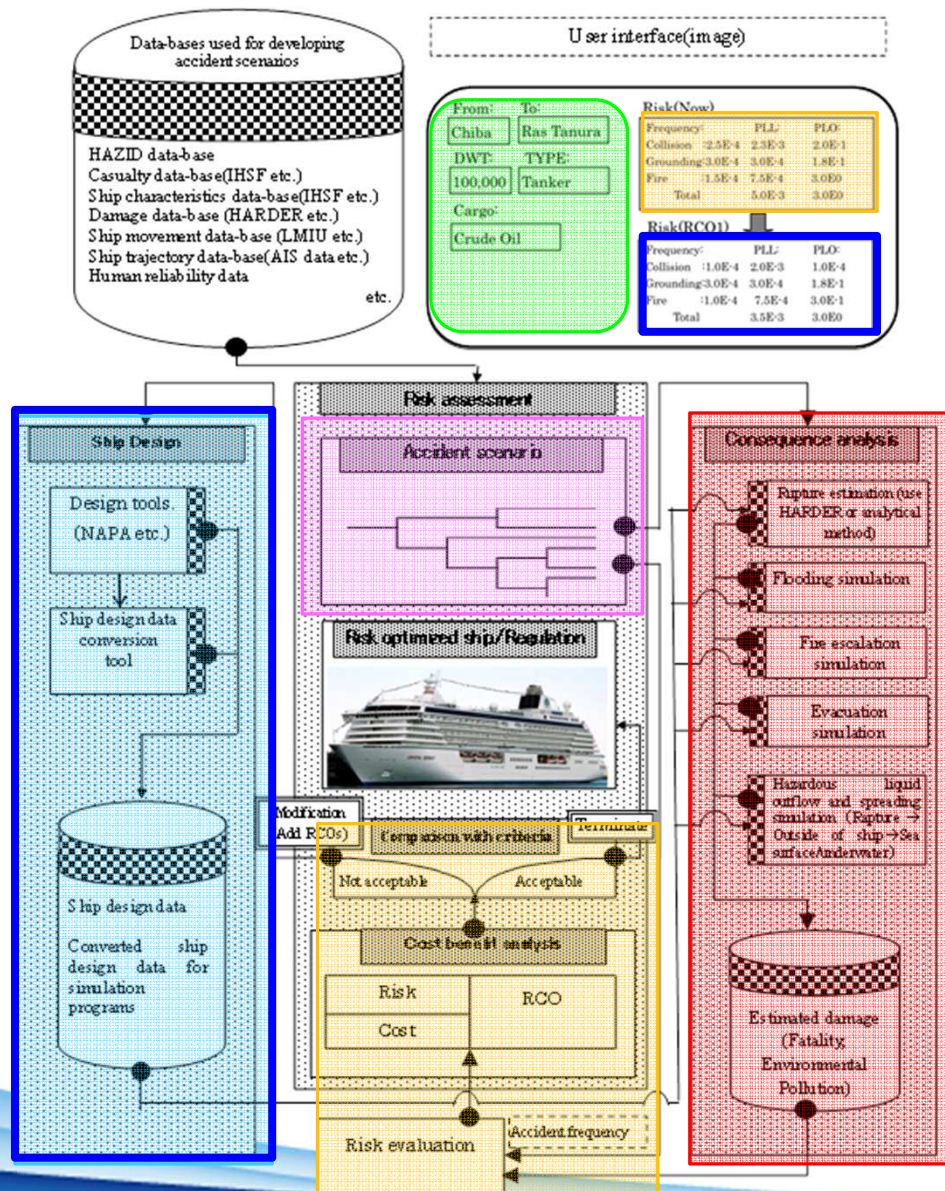 Data-bases used for developing
accident scenarios
HAZID data-base
Casualty data-base(IHSF etc.)
Ship characteristics data-base(IHSF etc.)
Damage data-base (HARDER etc.)
Ship movement data-base (LMIU etc.)
Ship trajectory data-base(AIS data etc.)
Human reliability data
etc.
User interface(image)
From: To:
Chiba Ras Tanura
DWT: TYPE:
100,000 Tanker
Cargo:
Crude Oil
Risk(Now)
Frequency: PLL: PLO:
Collision :2.5E-4 2.3E-3 2.0E-1
Grounding:3.0E-4 3.0E-4 1.8E-1
Fire :1.5E-4 7.5E-4 3.0E0
Total 5.0E-3 3.0E0
Risk(RCO1)
Frequency: PLL: PLO:
Collision :1.0E-4 2.0E-3 1.0E-4
Grounding:3.0E-4 3.0E-4 1.8E-1
Fire :1.0E-4 7.5E-4 3.0E-1
Total 3.5E-3 3.0E0
Ship Design
Design tools.
(NAPA etc.)
Ship design data
conversion
tool
Ship design data
Converted ship
design data for
simulation
programs
Risk assessment
Accident scenario
Risk optimized ship/Regulation
Modification
(Add RCOs)
Terminate
Comparison with criteria
Not acceptable
Acceptable
Cost benefit analysis
Risk
Cost
RCO
Risk evaluation
Accident frequency
Consequence analysis
Rupture estimation (use
HARDER or analytical
method)
Flooding simulation
Fire escalation
simulation
Evacuation
simulation
Hazardous liquid
outflow and spreading
simulation (Rapture →
Outside of ship→Sea
surface/Underwater)
Estimated damage
(Fatality,
Environmental
Pollution)